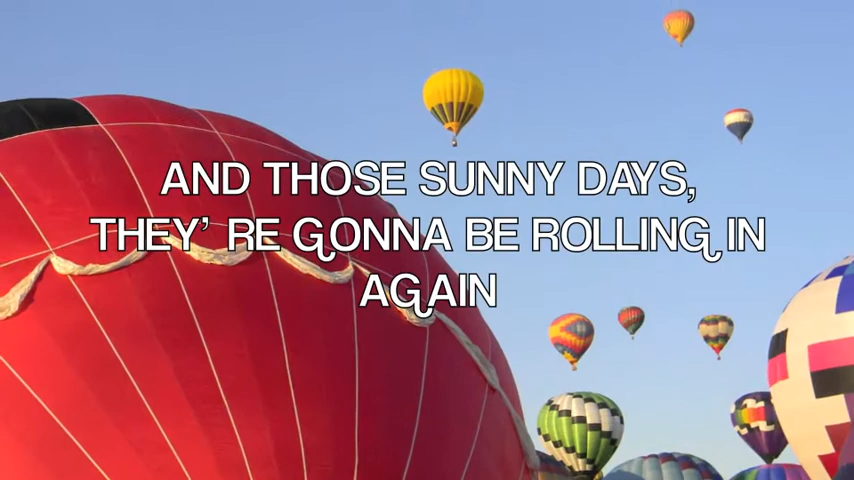 AND THOSE SUNNY DAYS,
THEY' RE GONNA BE ROLLING IN
AGAIN